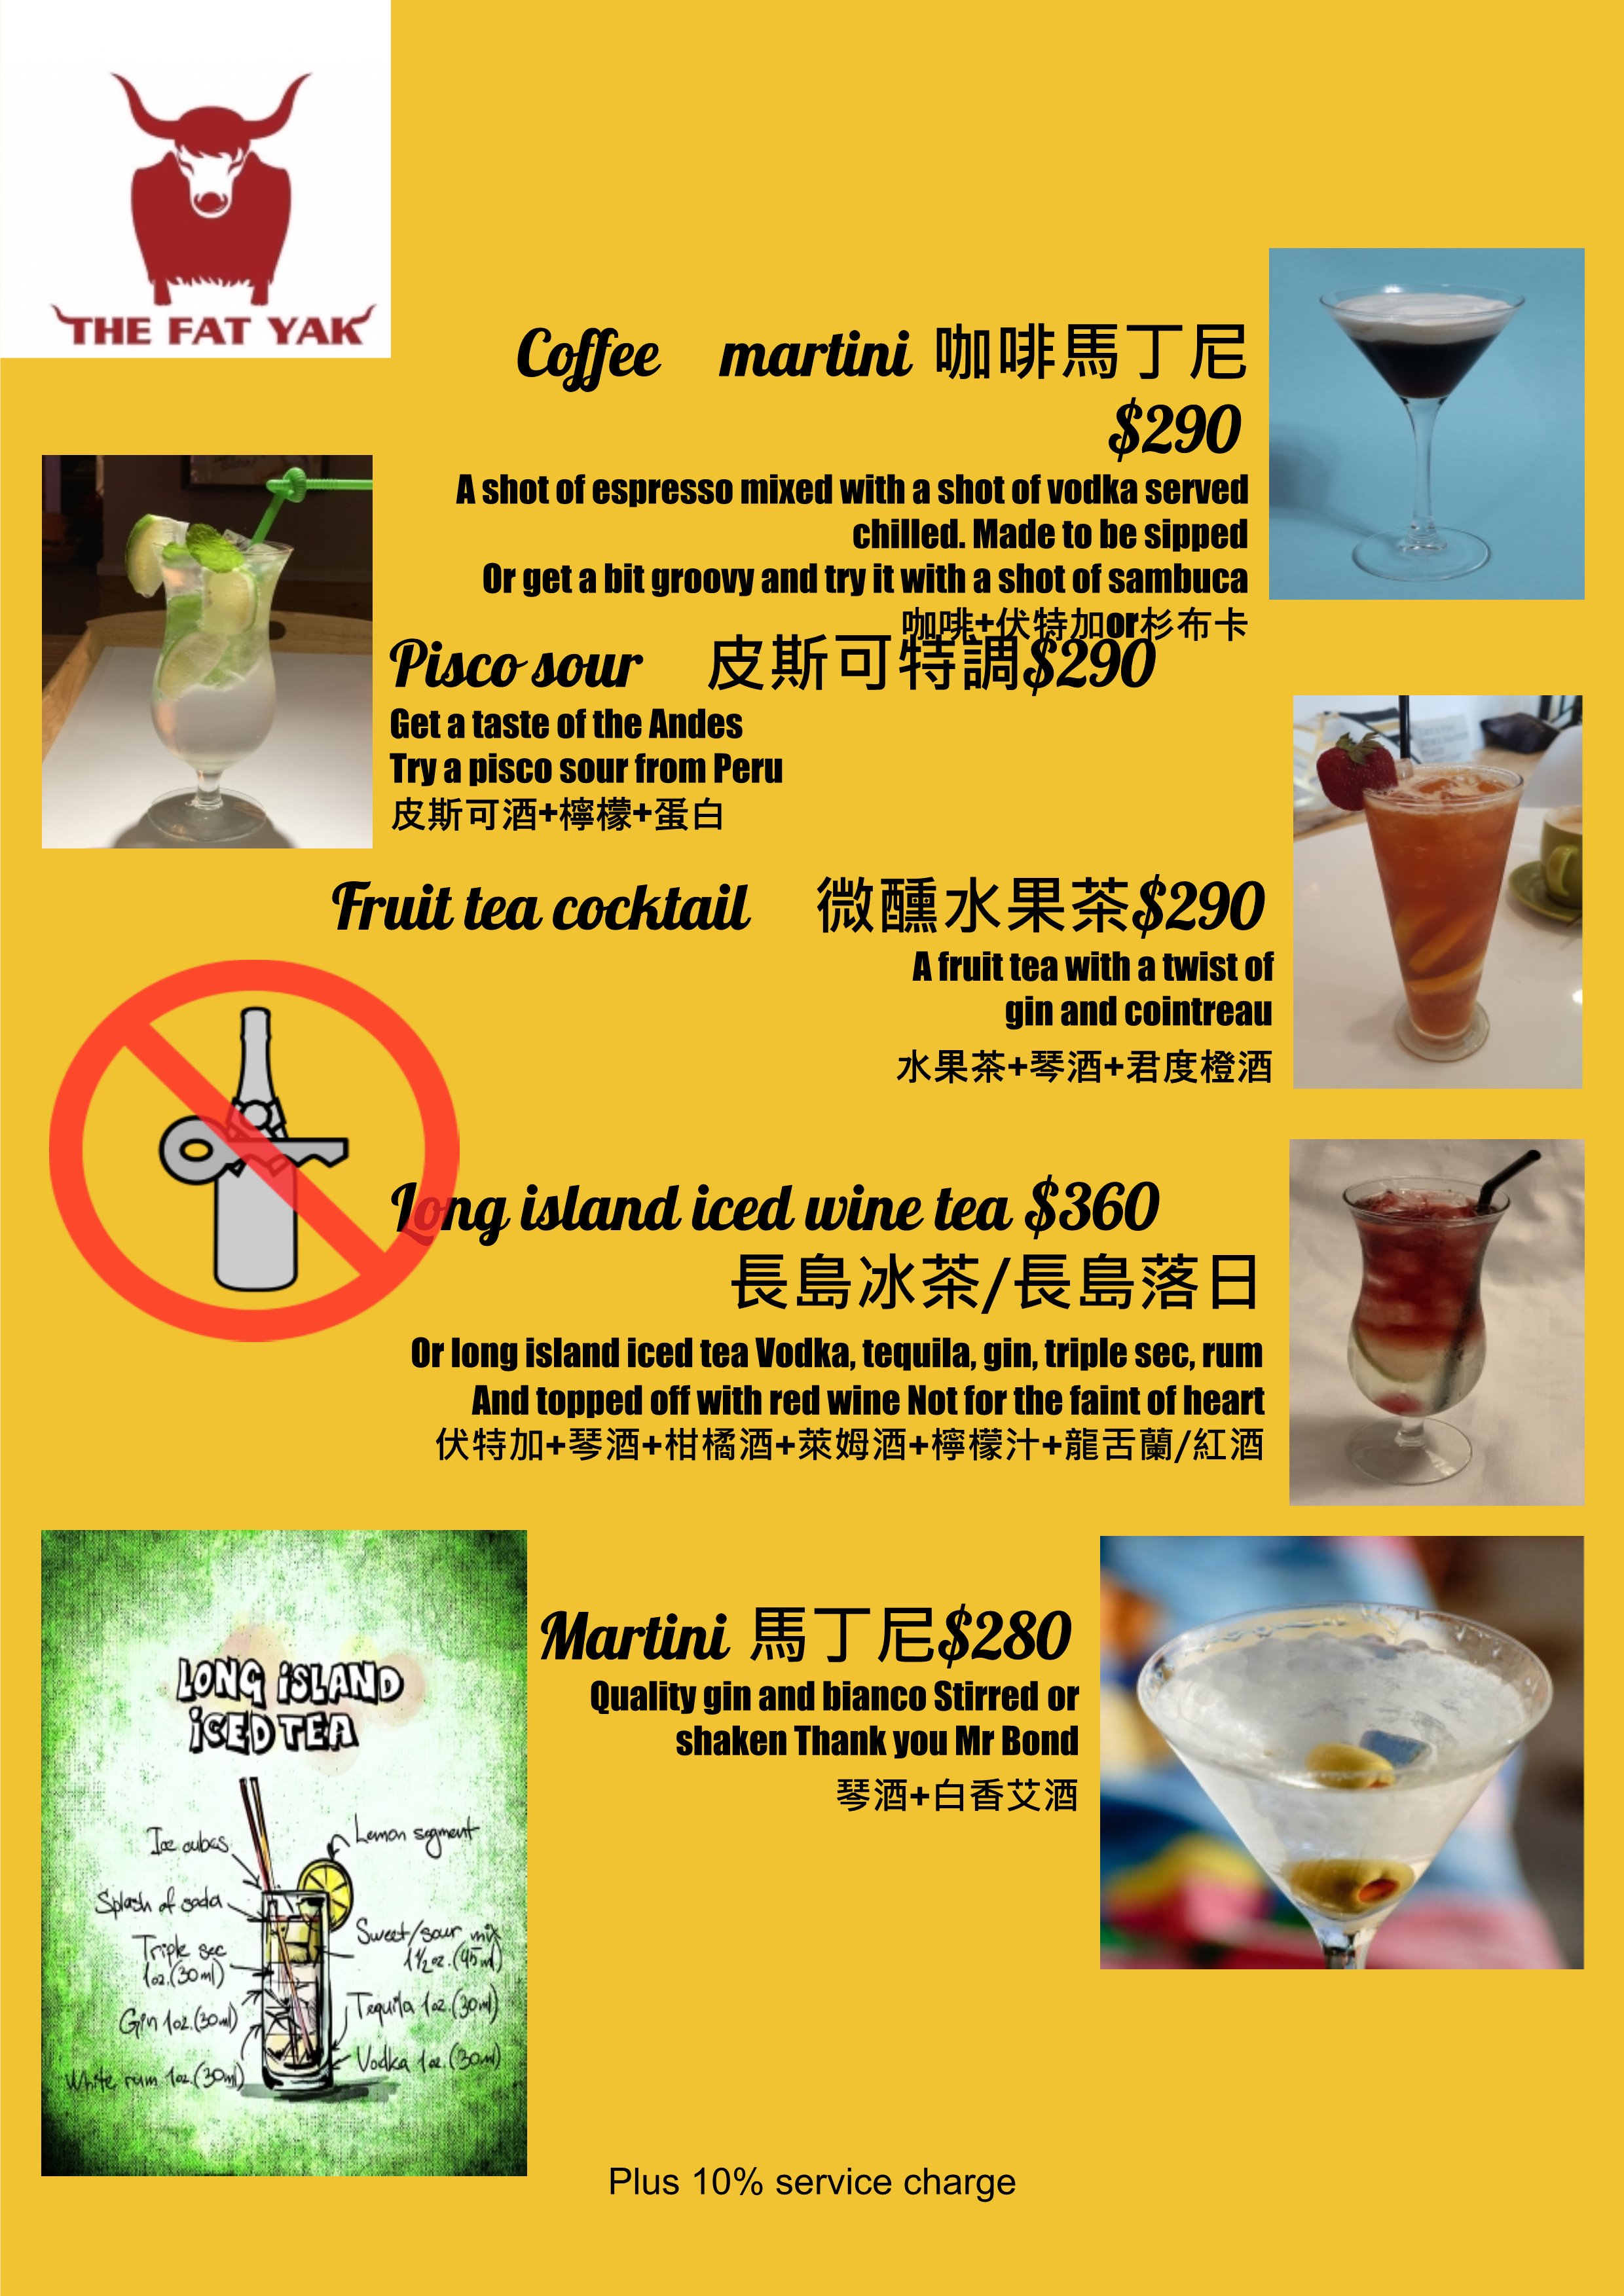 THE FAT YAK
Coffee martini 咖啡馬丁尼
$290
A shot of espresso mixed with a shot of vodka served
chilled. Made to be sipped
Or get a bit groovy and try it with a shot of sambuca
咖啡+伏特加or杉布卡
Pisco sour 皮斯可特調$290
Get a taste of the Andes
Try a pisco sour from Peru
皮斯可酒+檸檬+蛋白
Fruit tea cocktail 微醺水果茶$290
A fruit tea with a twist of
gin and cointreau
水果茶+琴酒+君度橙酒
Long island iced wine tea $360
長島冰茶/長島落日
Or long island iced tea Vodka, tequila, gin, triple sec, rum
And topped off with red wine Not for the faint of heart
伏特加+琴酒+柑橘酒+萊姆酒+檸檬汁+龍舌蘭/紅酒
LONG ISLAND
ICED TEA
Ice cubes
Lemon segment
Splash of soda
Sweet/sour mix
1 1/2 oz.(45ml)
Triple sec
1oz.(30ml)
Tequila 1oz.(30ml)
Gin 1oz.(30ml)
Vodka 1oz.(30ml)
White rum 1oz.(30ml)
Martini 馬丁尼$280
Quality gin and bianco Stirred or
shaken Thank you Mr Bond
琴酒+白香艾酒
Plus 10% service charge